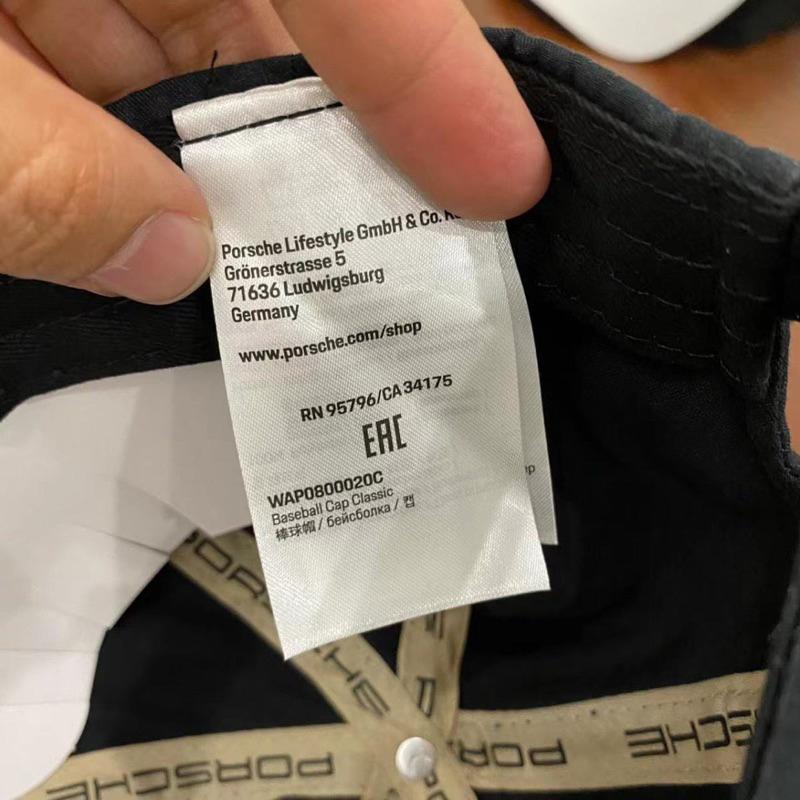 Porsche Lifestyle GmbH & Co.
Grönerstrasse 5
71636 Ludwigsburg
Germany
www.porsche.com/shop
RN 95796/CA 34175
EAC
WAP0800020C
Baseball Cap Classic
棒球帽 / бейсболка / 캡
PORSCHE
PORSCHE
PORSCHE